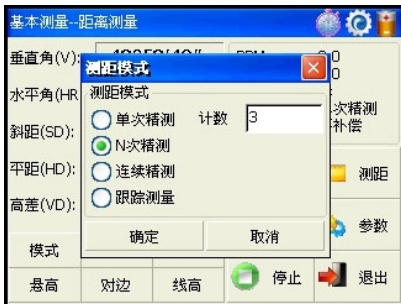 基本测量--距离测量
垂直角(V):
水平角(HR
斜距(SD):
平距(HD):
高差(VD):
测距模式
测距模式
单次精测 计数 3
N次精测
连续精测
跟踪测量
确定 取消
次精测
补偿
测距
参数
模式
悬高 对边 线高 停止 退出